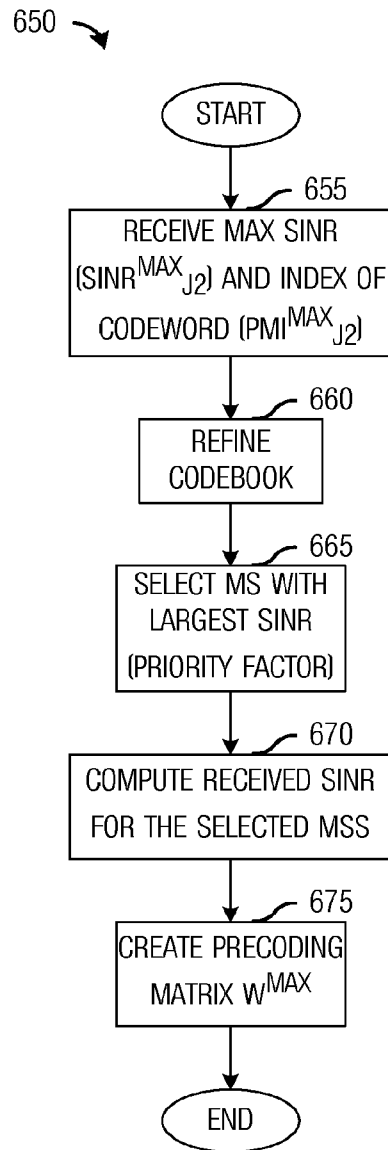 650
START
655
RECEIVE MAX SINR
(SINR^MAX_J2) AND INDEX OF
CODEWORD (PMI^MAX_J2)
660
REFINE
CODEBOOK
665
SELECT MS WITH
LARGEST SINR
(PRIORITY FACTOR)
670
COMPUTE RECEIVED SINR
FOR THE SELECTED MSS
675
CREATE PRECODING
MATRIX W^MAX
END